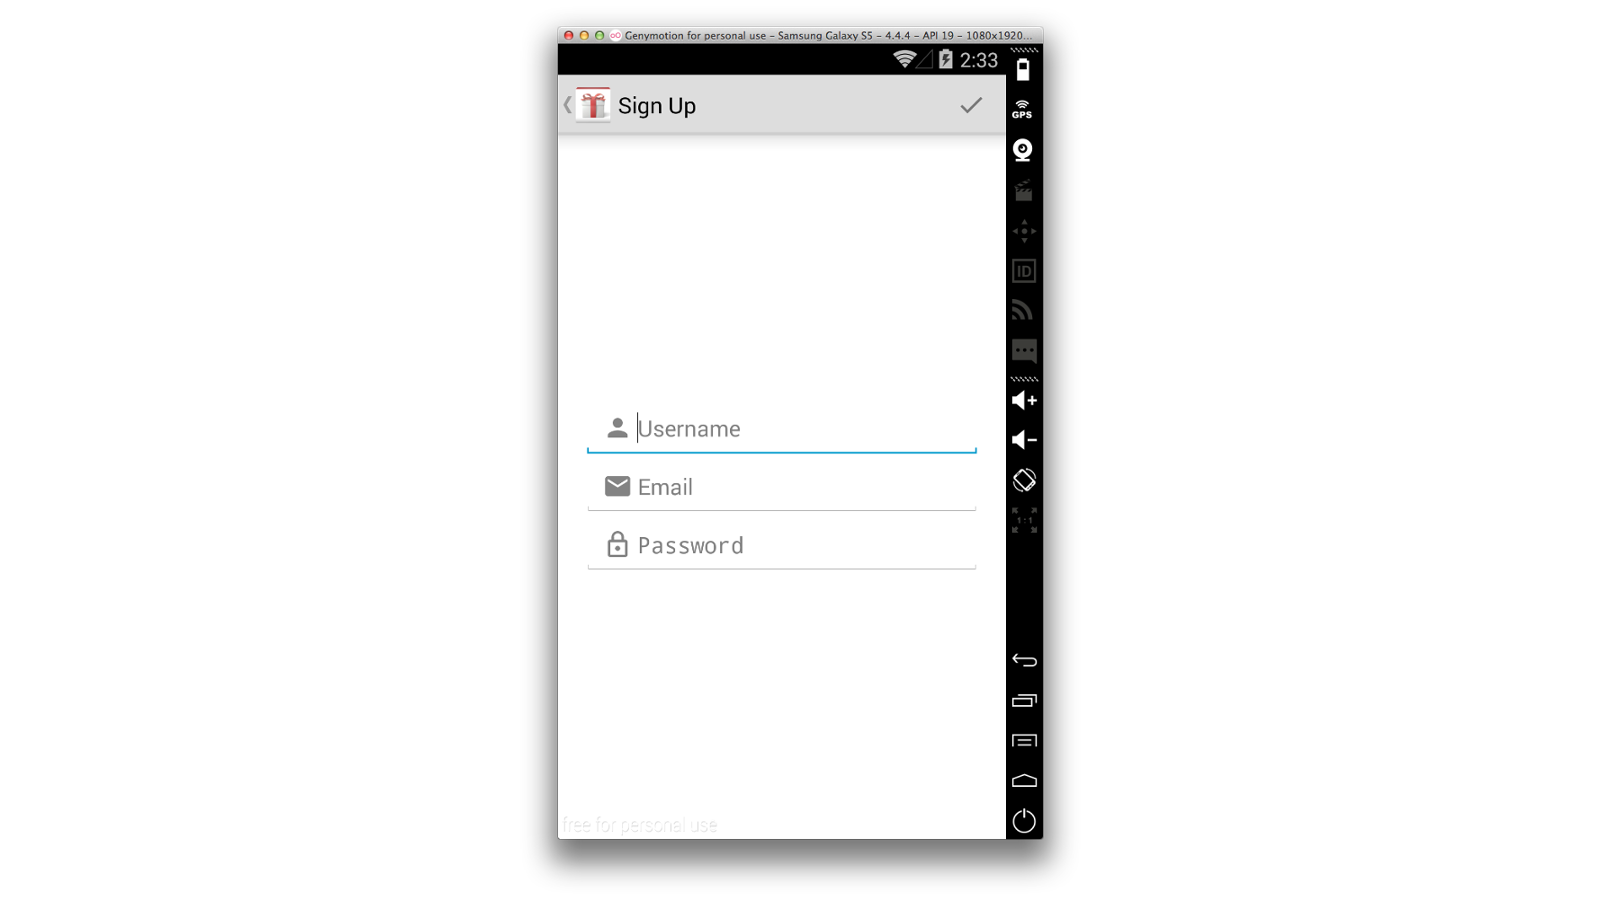 Genymotion for personal use - Samsung Galaxy S5 - 4.4.4 - API 19 - 1080x1920...
2:33
Sign Up
GPS
ID
Username
1:1
Email
Password
free for personal use